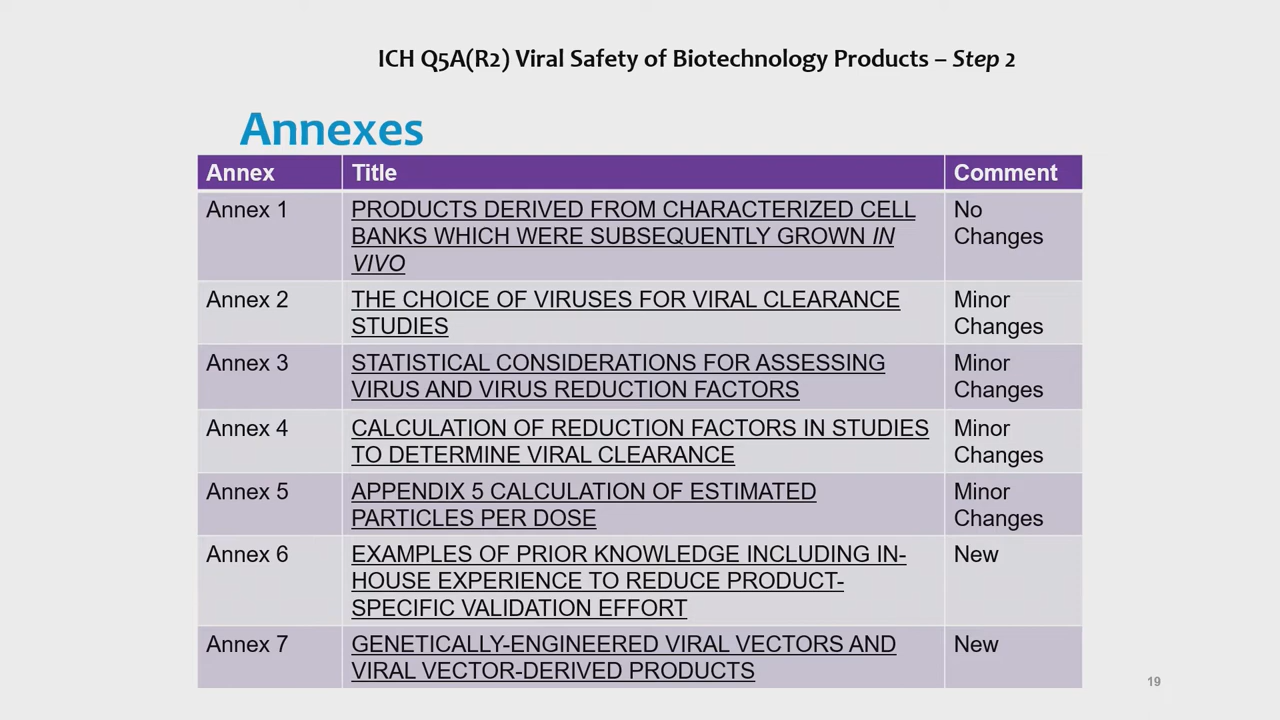 ICH Q5A(R2) Viral Safety of Biotechnology Products – Step 2
Annexes
Annex Title Comment
Annex 1 PRODUCTS DERIVED FROM CHARACTERIZED CELL No
BANKS WHICH WERE SUBSEQUENTLY GROWN IN Changes
VIVO
Annex 2 THE CHOICE OF VIRUSES FOR VIRAL CLEARANCE Minor
STUDIES Changes
Annex 3 STATISTICAL CONSIDERATIONS FOR ASSESSING Minor
VIRUS AND VIRUS REDUCTION FACTORS Changes
Annex 4 CALCULATION OF REDUCTION FACTORS IN STUDIES Minor
TO DETERMINE VIRAL CLEARANCE Changes
Annex 5 APPENDIX 5 CALCULATION OF ESTIMATED Minor
PARTICLES PER DOSE Changes
Annex 6 EXAMPLES OF PRIOR KNOWLEDGE INCLUDING IN- New
HOUSE EXPERIENCE TO REDUCE PRODUCT-
SPECIFIC VALIDATION EFFORT
Annex 7 GENETICALLY-ENGINEERED VIRAL VECTORS AND New
VIRAL VECTOR-DERIVED PRODUCTS
19